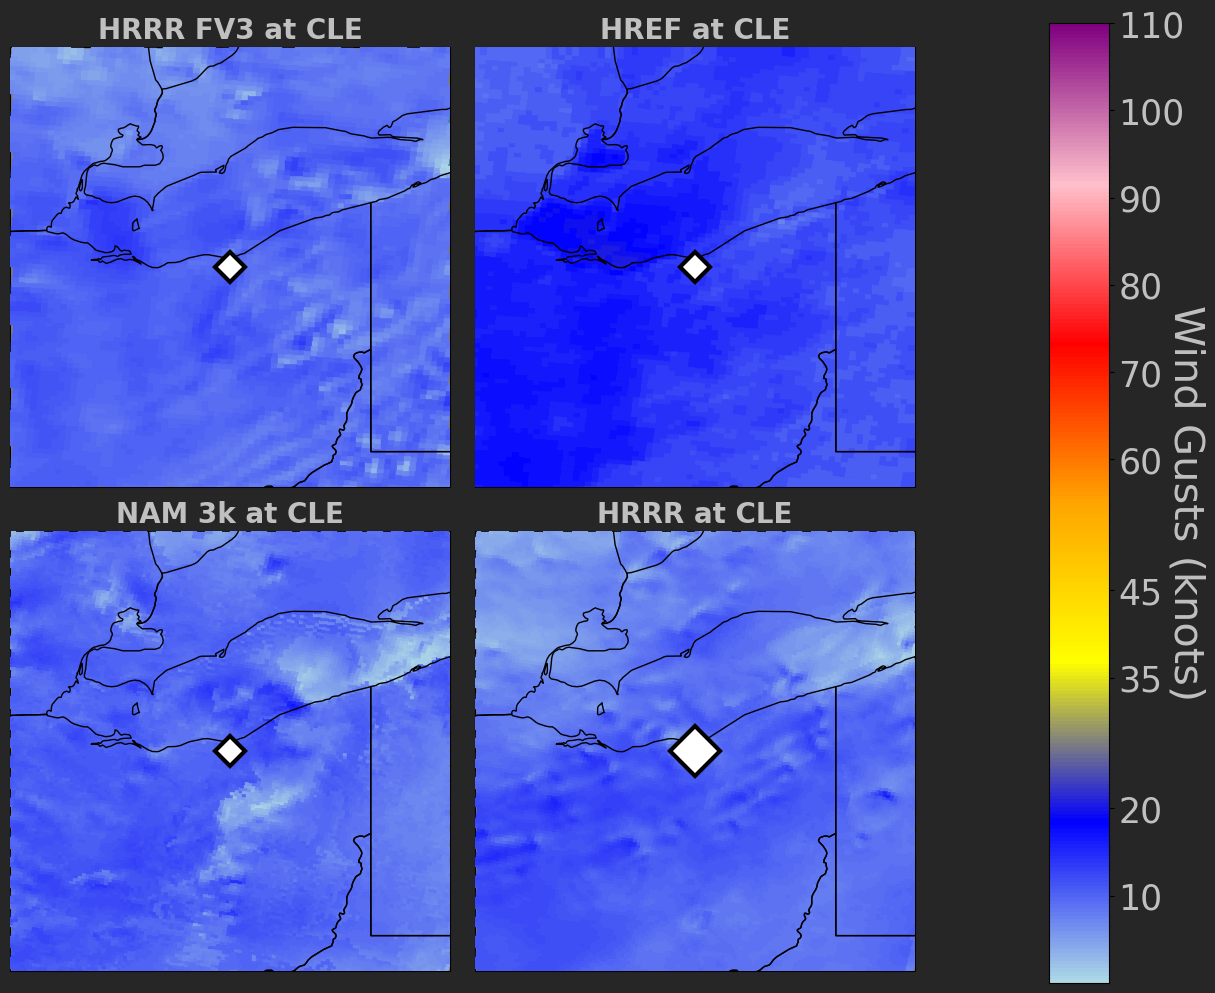 HRRR FV3 at CLE
HREF at CLE
NAM 3k at CLE
HRRR at CLE
110
100
90
80
70
60
45
35
20
10
Wind Gusts (knots)